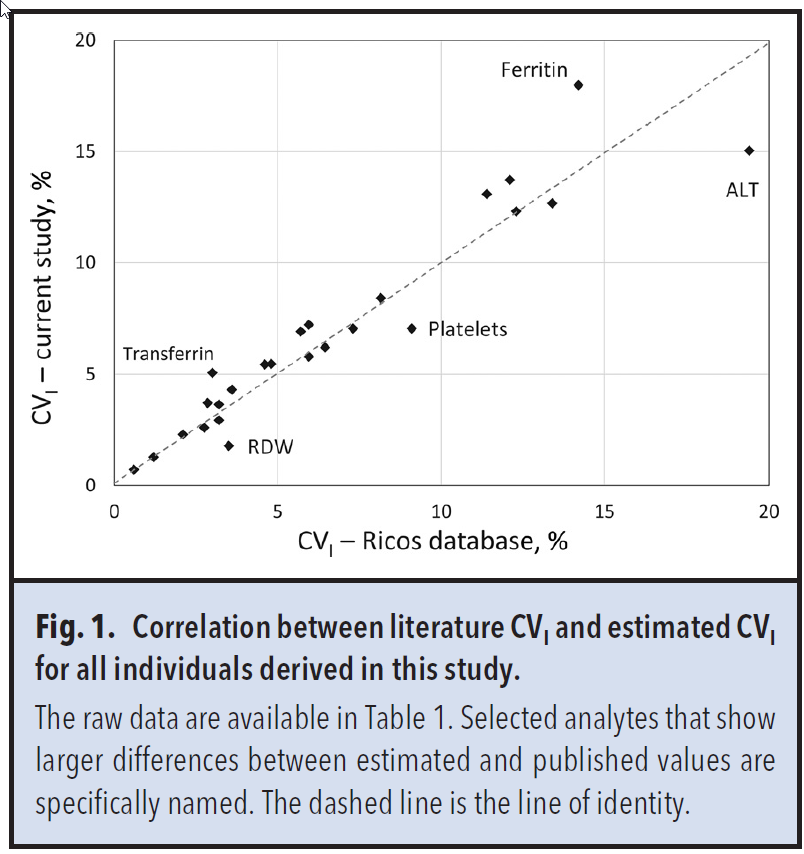 20
Ferritin
15
ALT
CVI – current study, %
10
Platelets
Transferrin
5
RDW
0
0 5 10 15 20
CVI – Ricos database, %
Fig. 1. Correlation between literature CVI and estimated CVI
for all individuals derived in this study.
The raw data are available in Table 1. Selected analytes that show
larger differences between estimated and published values are
specifically named. The dashed line is the line of identity.